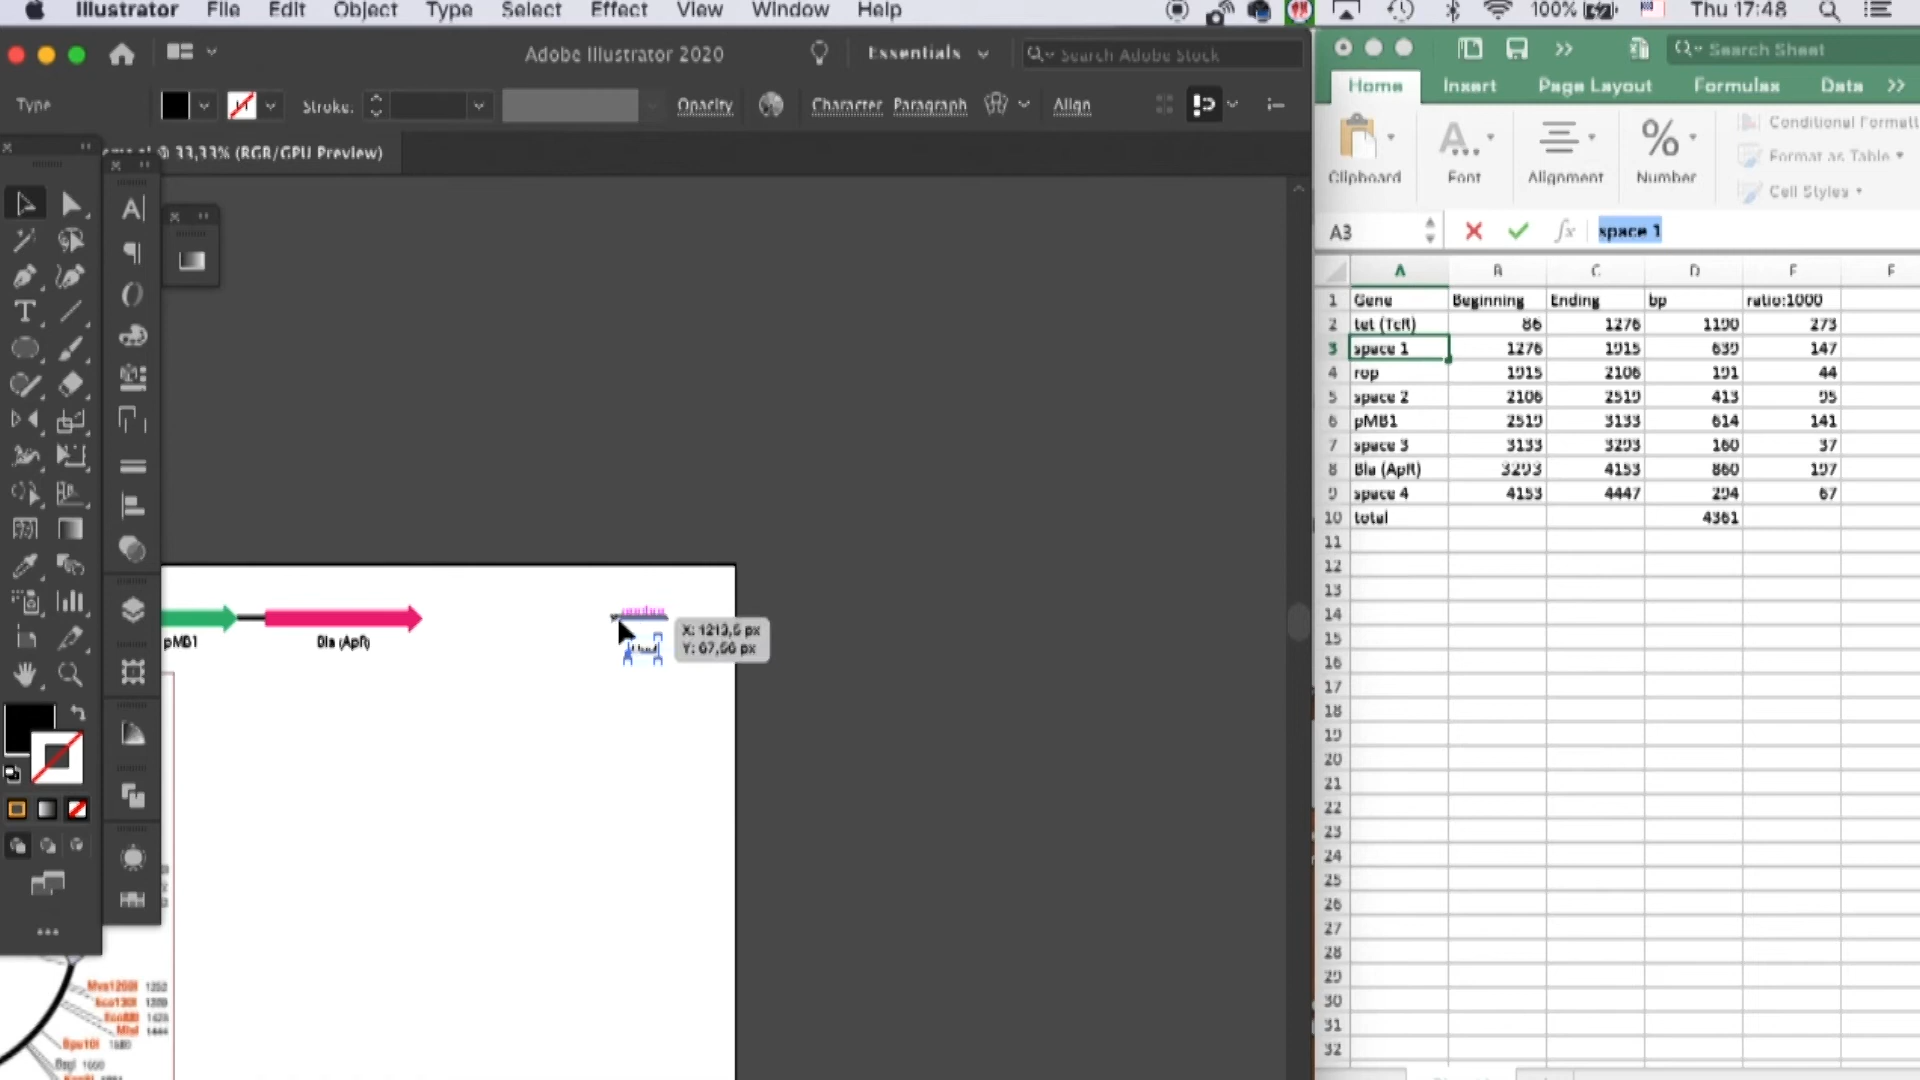 Illustrator File Edit Object Type Select Effect View Window Help
100% Thu 17:48
Adobe Illustrator 2020
Essentials
Search Adobe Stock
Type
Stroke:
Opacity
Character Paragraph
Align
@ 33,33% (RGB/GPU Preview)
pMB1
Bla (ApR)
X: 1213,5 px
Y: 67,66 px
Search Sheet
Home Insert Page Layout Formulas Data
Conditional Formatt
Format as Table
Cell Styles
Clipboard Font Alignment Number
A3 fx space 1
A B C D E F
1 Gene Beginning Ending bp ratio:1000
2 tet (TcR) 86 1276 1190 273
3 space 1 1276 1915 639 147
4 rop 1915 2106 191 44
5 space 2 2106 2519 413 95
6 pMB1 2519 3133 614 141
7 space 3 3133 3293 160 37
8 Bla (ApR) 3293 4153 860 197
9 space 4 4153 4447 294 67
10 total 4361
11
12
13
14
15
16
17
18
19
20
21
22
23
24
25
26
27
28
29
30
31
32